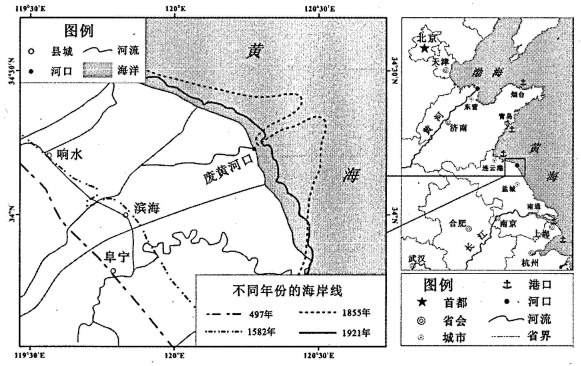 119°30′E
120°0′
120°30′
图例
县城
河流
河口
海洋
34°30′N
34°N
黄
海
响水
滨海
阜宁
废黄河口
不同年份的海岸线
497年
1855年
1582年
1921年
119°30′E
120°0′
120°30′
34°30′N
34°N
北京
天津
渤海
东营
烟台
黄河
济南
青岛
黄海
连云港
盐城
南通
合肥
南京
上海
长江
武汉
杭州
图例
首都
港口
省会
河口
城市
河流
省界